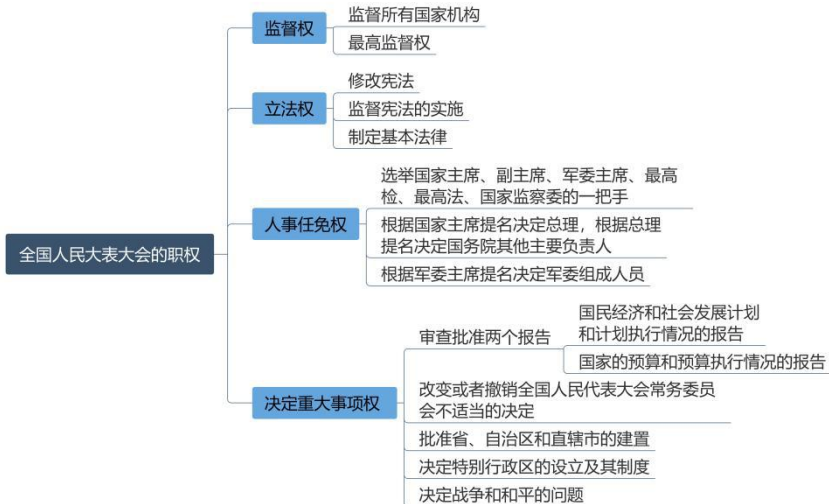 监督权
监督所有国家机构
最高监督权
立法权
修改宪法
监督宪法的实施
制定基本法律
全国人民大表大会的职权
人事任免权
选举国家主席、副主席、军委主席、最高
检、最高法、国家监察委的一把手
根据国家主席提名决定总理，根据总理
提名决定国务院其他主要负责人
根据军委主席提名决定军委组成人员
决定重大事项权
审查批准两个报告
国民经济和社会发展计划
和计划执行情况的报告
国家的预算和预算执行情况的报告
改变或者撤销全国人民代表大会常务委员
会不适当的决定
批准省、自治区和直辖市的建置
决定特别行政区的设立及其制度
决定战争和和平的问题